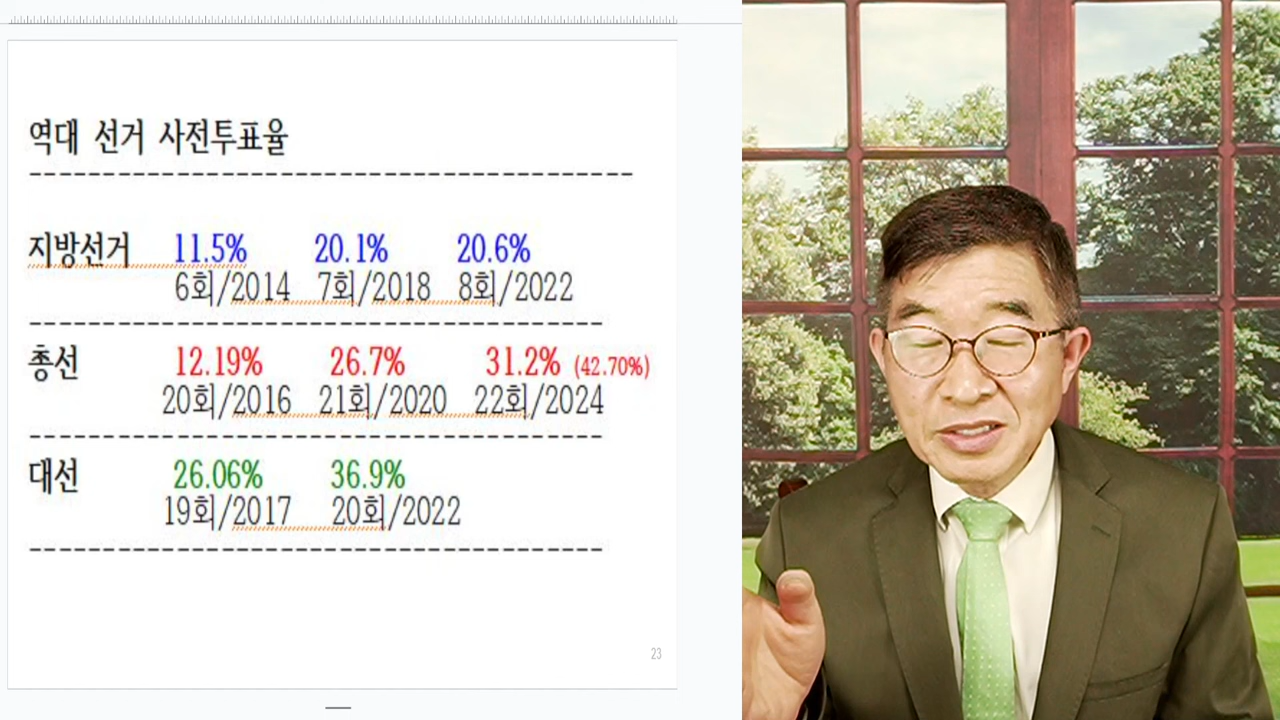 역대 선거 사전투표율
지방선거 11.5% 20.1% 20.6%
6회/2014 7회/2018 8회/2022
총선 12.19% 26.7% 31.2% (42.70%)
20회/2016 21회/2020 22회/2024
대선 26.06% 36.9%
19회/2017 20회/2022
23